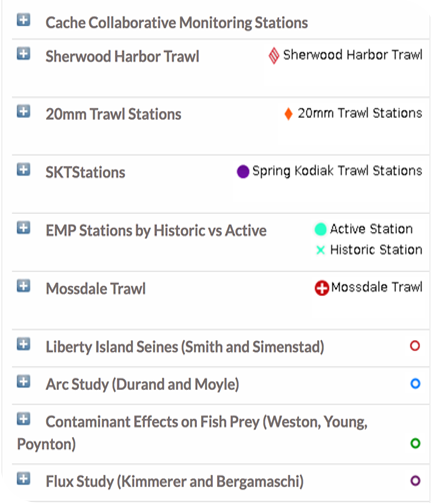 Cache Collaborative Monitoring Stations
Sherwood Harbor Trawl Sherwood Harbor Trawl
20mm Trawl Stations 20mm Trawl Stations
SKTStations Spring Kodiak Trawl Stations
EMP Stations by Historic vs Active Active Station
Historic Station
Mossdale Trawl Mossdale Trawl
Liberty Island Seines (Smith and Simenstad)
Arc Study (Durand and Moyle)
Contaminant Effects on Fish Prey (Weston, Young,
Poynton)
Flux Study (Kimmerer and Bergamaschi)